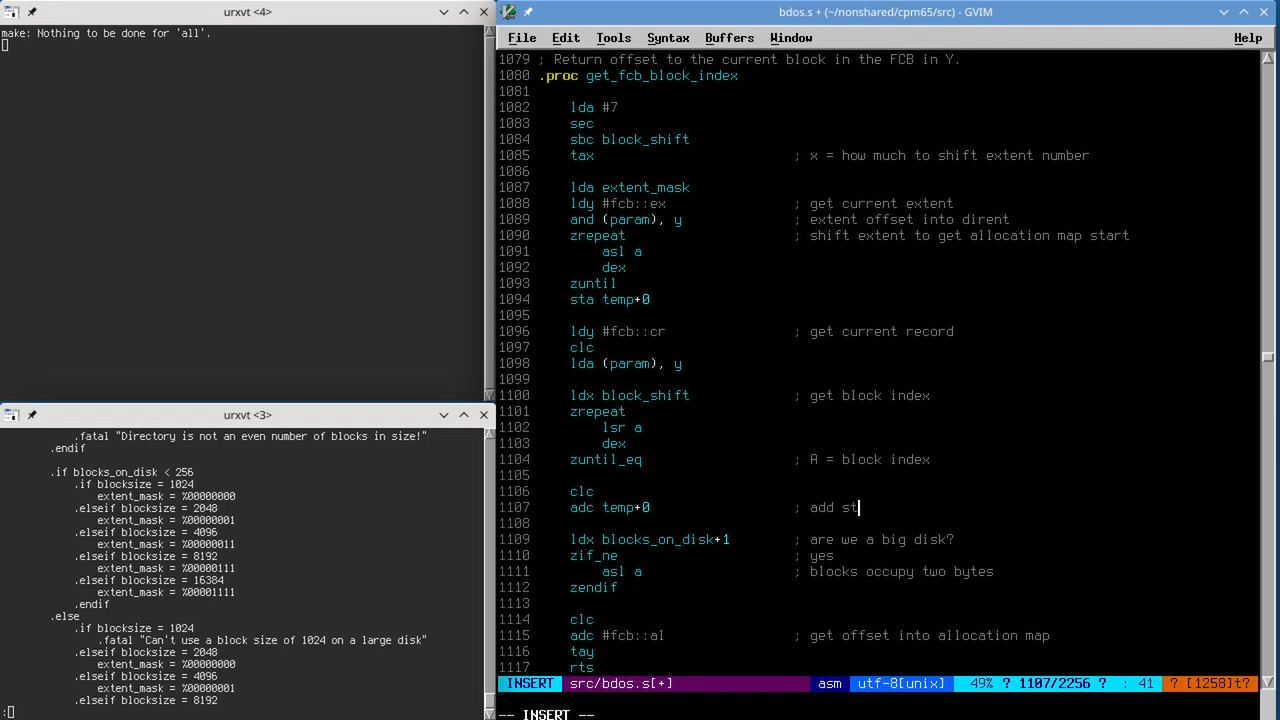 urxvt <4>
make: Nothing to be done for 'all'.
urxvt <3>
.fatal "Directory is not an even number of blocks in size!"
.endif
.if blocks_on_disk < 256
.if blocksize = 1024
extent_mask = %00000000
.elseif blocksize = 2048
extent_mask = %00000001
.elseif blocksize = 4096
extent_mask = %00000011
.elseif blocksize = 8192
extent_mask = %00000111
.elseif blocksize = 16384
extent_mask = %00001111
.endif
.else
.if blocksize = 1024
.fatal "Can't use a block size of 1024 on a large disk"
.elseif blocksize = 2048
extent_mask = %00000000
.elseif blocksize = 4096
extent_mask = %00000001
.elseif blocksize = 8192
:
bdos.s + (~/nonshared/cpm65/src) - GVIM
File Edit Tools Syntax Buffers Window Help
1079 ; Return offset to the current block in the FCB in Y.
1080 .proc get_fcb_block_index
1081
1082 lda #7
1083 sec
1084 sbc block_shift
1085 tax ; x = how much to shift extent number
1086
1087 lda extent_mask
1088 ldy #fcb::ex ; get current extent
1089 and (param), y ; extent offset into dirent
1090 zrepeat ; shift extent to get allocation map start
1091 asl a
1092 dex
1093 zuntil
1094 sta temp+0
1095
1096 ldy #fcb::cr ; get current record
1097 clc
1098 lda (param), y
1099
1100 ldx block_shift ; get block index
1101 zrepeat
1102 lsr a
1103 dex
1104 zuntil_eq ; A = block index
1105
1106 clc
1107 adc temp+0 ; add st
1108
1109 ldx blocks_on_disk+1 ; are we a big disk?
1110 zif_ne ; yes
1111 asl a ; blocks occupy two bytes
1112 zendif
1113
1114 clc
1115 adc #fcb::al ; get offset into allocation map
1116 tay
1117 rts
INSERT src/bdos.s[+] asm utf-8[unix] 49% ? 1107/2256 ? : 41 ? [1258]t?
-- INSERT --